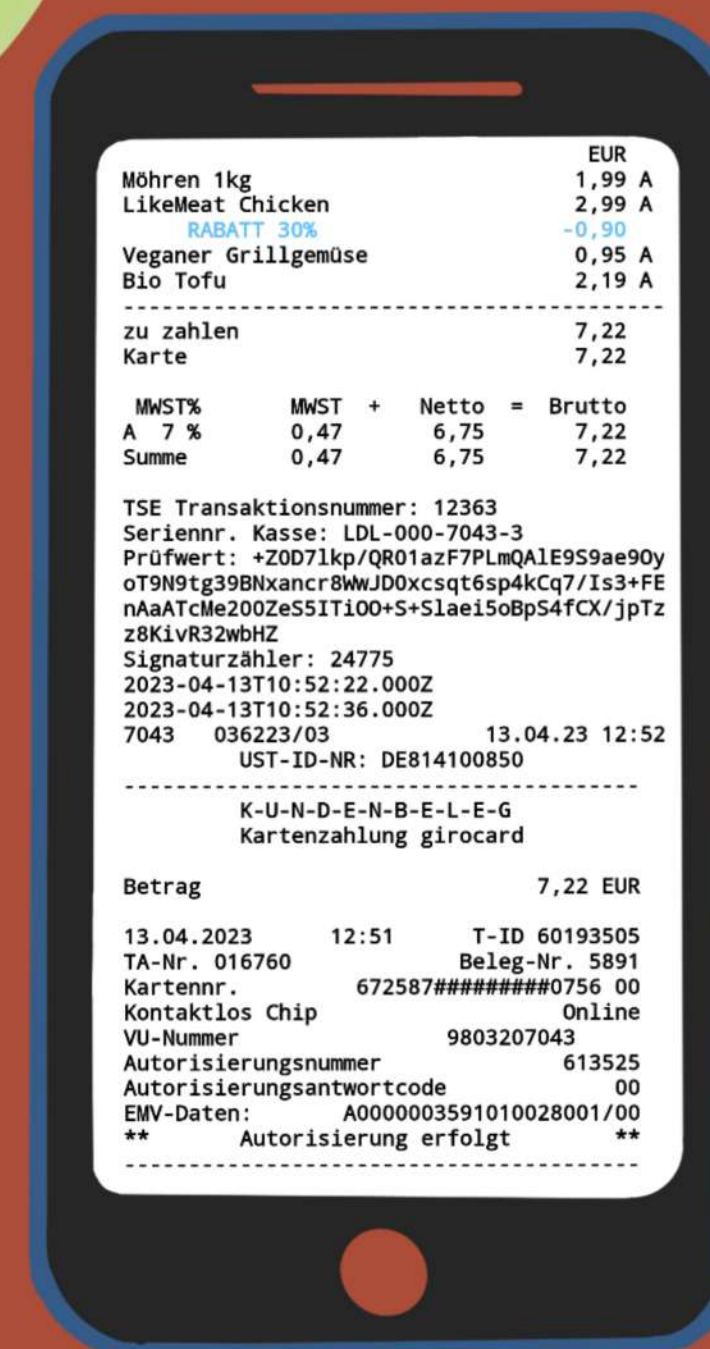 EUR
Möhren 1kg 1,99 A
LikeMeat Chicken 2,99 A
RABATT 30% -0,90
Veganer Grillgemüse 0,95 A
Bio Tofu 2,19 A
------------------------------------------
zu zahlen 7,22
Karte 7,22
MWST% MWST + Netto = Brutto
A 7 % 0,47 6,75 7,22
Summe 0,47 6,75 7,22
TSE Transaktionsnummer: 12363
Seriennr. Kasse: LDL-000-7043-3
Prüfwert: +ZOD7lkp/QR01azF7PLmQAlE9S9ae9Oy
oT9N9tg39BNxancr8WwJD0xcsqt6sp4kCq7/Is3+FE
nAaATcMe200ZeS5ITiOO+S+Slaei5oBpS4fCX/jpTz
z8KivR32wbHZ
Signaturzähler: 24775
2023-04-13T10:52:22.000Z
2023-04-13T10:52:36.000Z
7043 036223/03 13.04.23 12:52
UST-ID-NR: DE814100850
----------------------------------------
K-U-N-D-E-N-B-E-L-E-G
Kartenzahlung girocard
Betrag 7,22 EUR
13.04.2023 12:51 T-ID 60193505
TA-Nr. 016760 Beleg-Nr. 5891
Kartennr. 672587#########0756 00
Kontaktlos Chip Online
VU-Nummer 9803207043
Autorisierungsnummer 613525
Autorisierungsantwortcode 00
EMV-Daten: A0000003591010028001/00
** Autorisierung erfolgt **
----------------------------------------